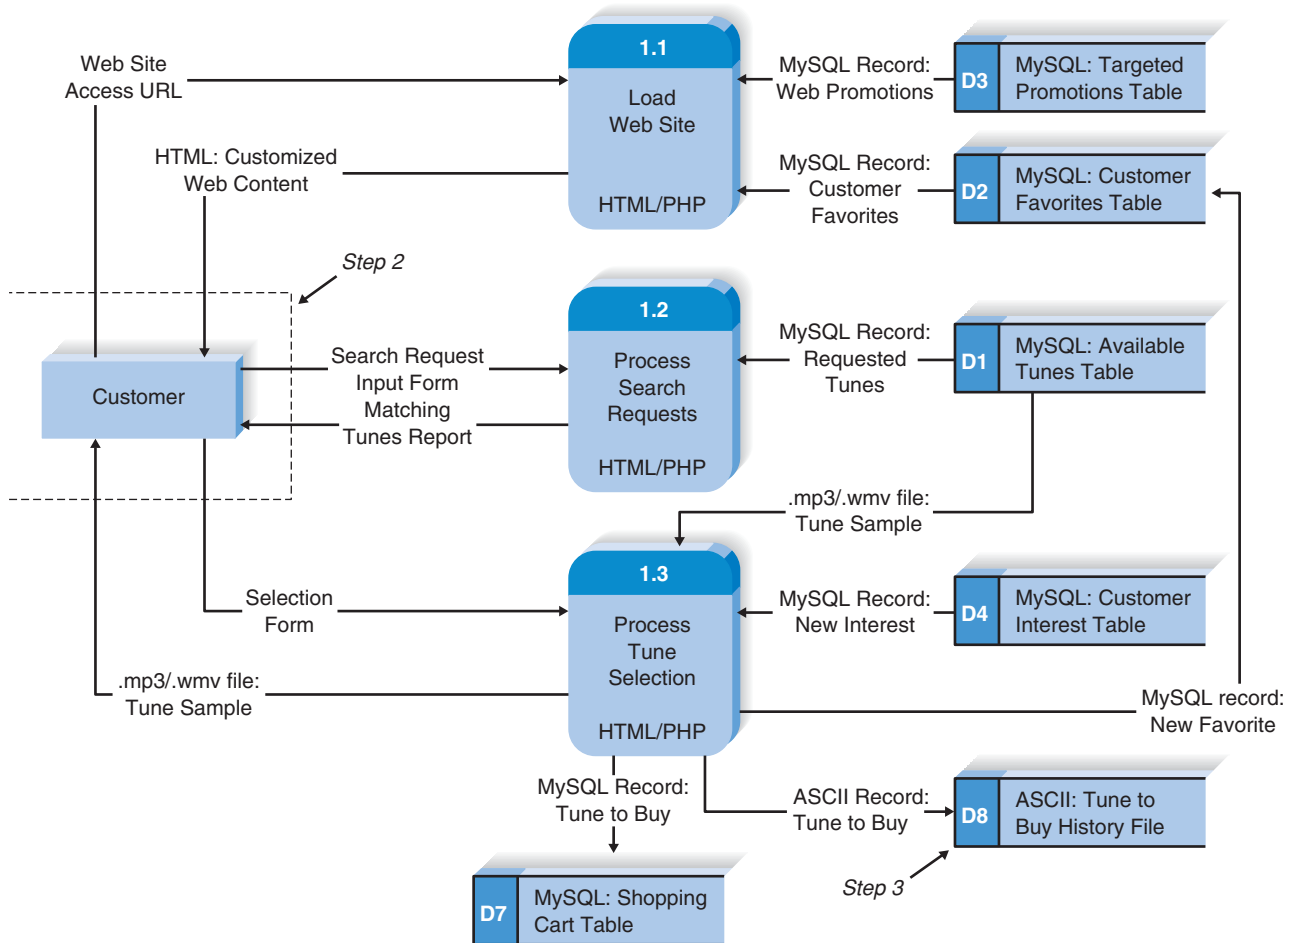 Web Site
Access URL
1.1
Load
Web Site
HTML/PHP
MySQL Record:
Web Promotions
D3
MySQL: Targeted
Promotions Table
HTML: Customized
Web Content
MySQL Record:
Customer
Favorites
D2
MySQL: Customer
Favorites Table
Step 2
Customer
Search Request
Input Form
Matching
Tunes Report
1.2
Process
Search
Requests
HTML/PHP
MySQL Record:
Requested
Tunes
D1
MySQL: Available
Tunes Table
.mp3/.wmv file:
Tune Sample
Selection
Form
1.3
Process
Tune
Selection
HTML/PHP
MySQL Record:
New Interest
D4
MySQL: Customer
Interest Table
.mp3/.wmv file:
Tune Sample
MySQL record:
New Favorite
MySQL Record:
Tune to Buy
ASCII Record:
Tune to Buy
D8
ASCII: Tune to
Buy History File
Step 3
D7
MySQL: Shopping
Cart Table